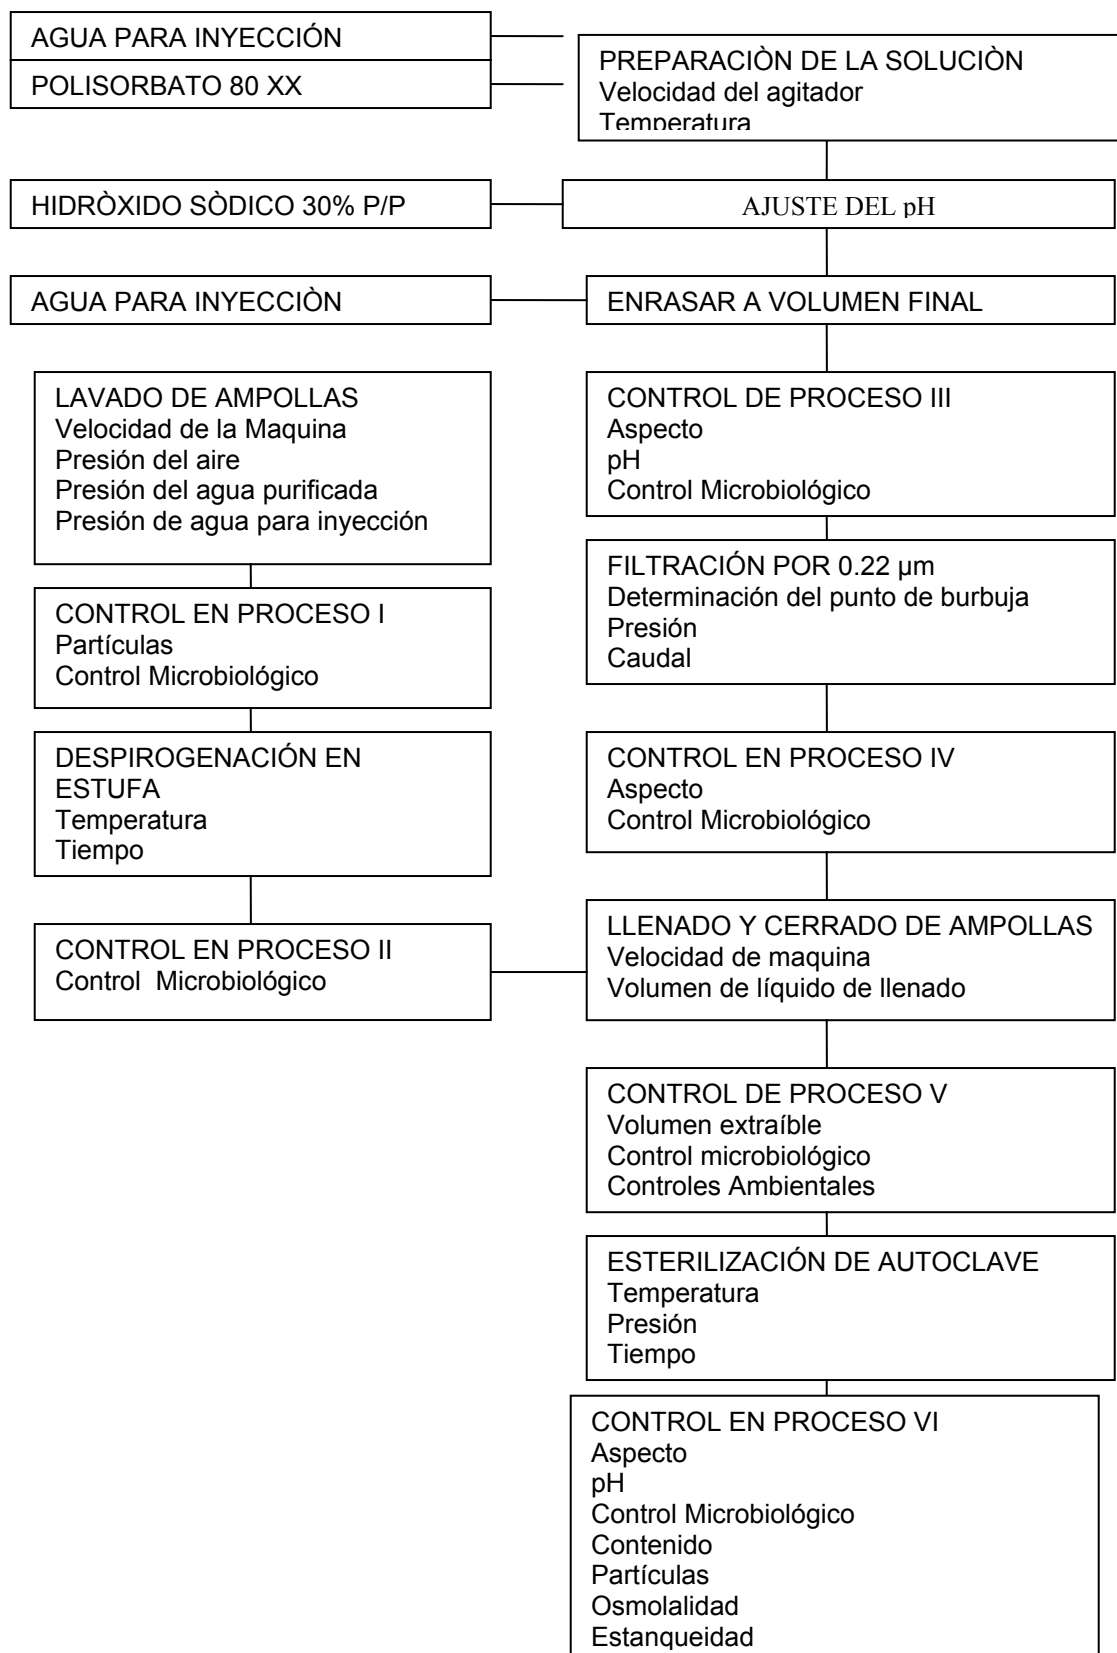 AGUA PARA INYECCIÓN
POLISORBATO 80 XX
PREPARACIÒN DE LA SOLUCIÒN
Velocidad del agitador
Temperatura
HIDRÒXIDO SÒDICO 30% P/P
AJUSTE DEL pH
AGUA PARA INYECCIÒN
ENRASAR A VOLUMEN FINAL
LAVADO DE AMPOLLAS
Velocidad de la Maquina
Presión del aire
Presión del agua purificada
Presión de agua para inyección
CONTROL EN PROCESO I
Partículas
Control Microbiológico
DESPIROGENACIÓN EN
ESTUFA
Temperatura
Tiempo
CONTROL EN PROCESO II
Control  Microbiológico
CONTROL DE PROCESO III
Aspecto
pH
Control Microbiológico
FILTRACIÓN POR 0.22 µm
Determinación del punto de burbuja
Presión
Caudal
CONTROL EN PROCESO IV
Aspecto
Control Microbiológico
LLENADO Y CERRADO DE AMPOLLAS
Velocidad de maquina
Volumen de líquido de llenado
CONTROL DE PROCESO V
Volumen extraíble
Control microbiológico
Controles Ambientales
ESTERILIZACIÓN DE AUTOCLAVE
Temperatura
Presión
Tiempo
CONTROL EN PROCESO VI
Aspecto
pH
Control Microbiológico
Contenido
Partículas
Osmolalidad
Estanqueidad